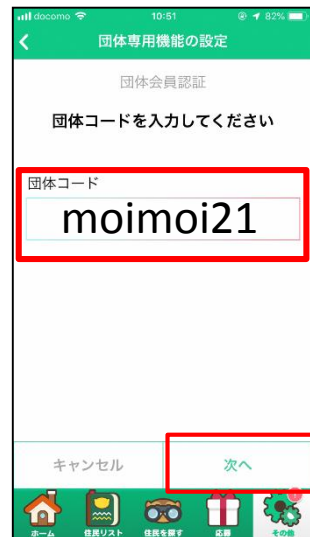 docomo 10:51 82%
団体専用機能の設定
団体会員認証
団体コードを入力してください
団体コード
moimoi21
キャンセル 次へ
ホーム 住民リスト 住民を探す 応募 その他